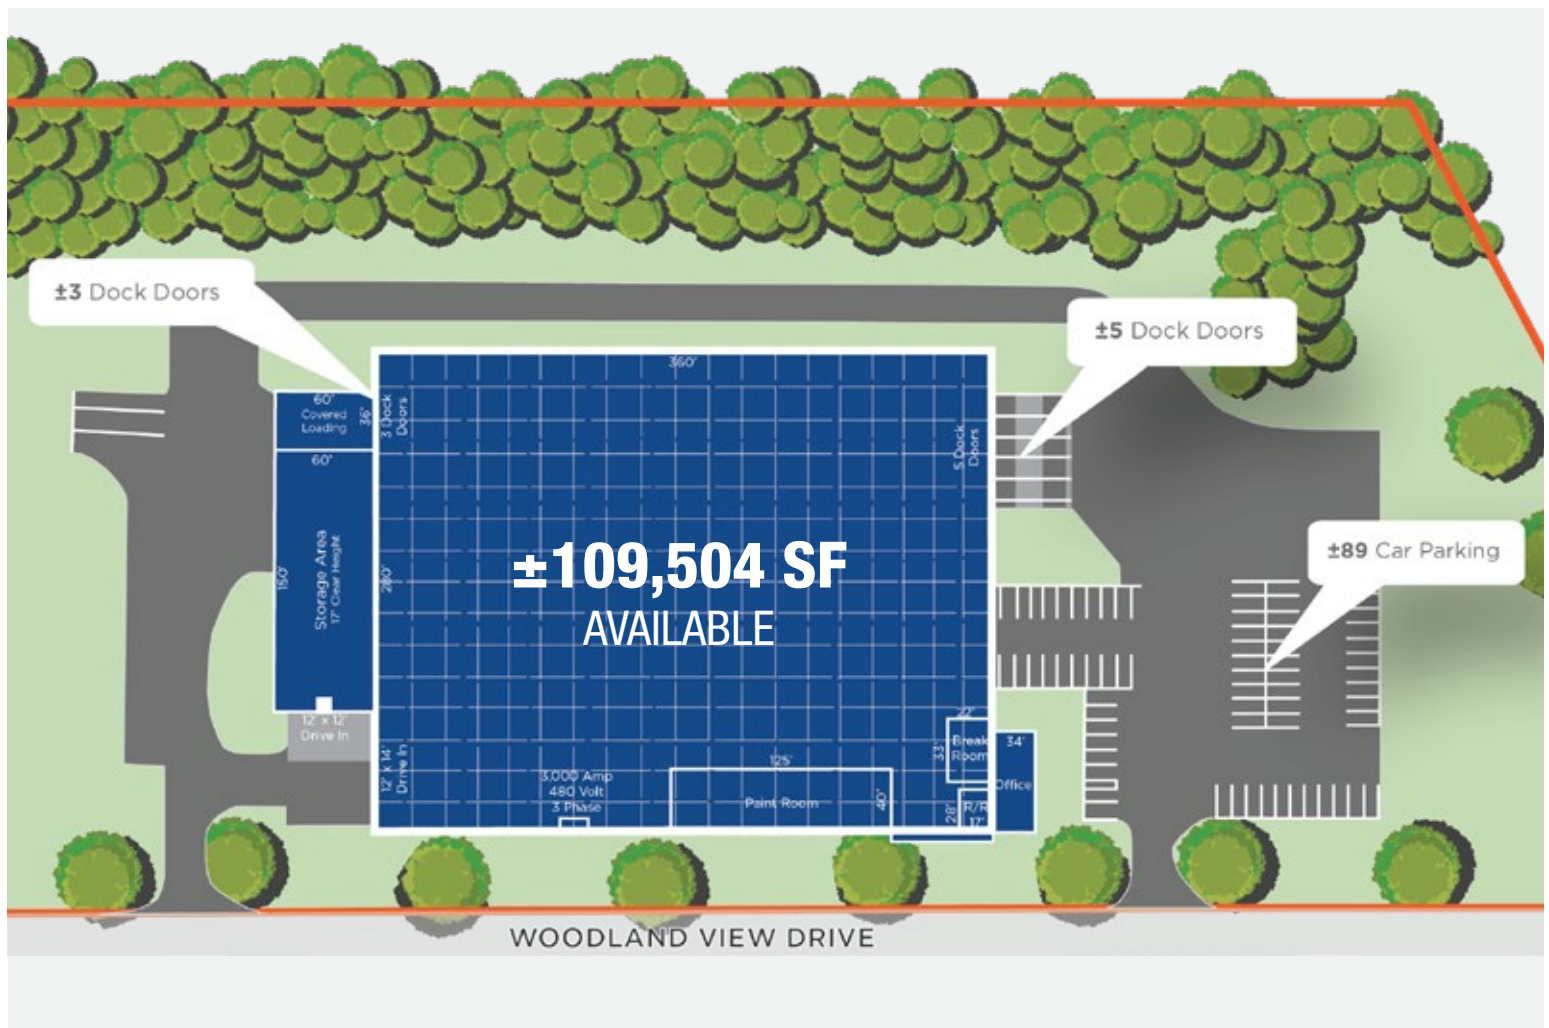 ±3 Dock Doors
±5 Dock Doors
360'
60'
Covered
Loading
36'
3 Dock
Doors
5 Dock
Doors
60'
Storage Area
17' Clear Height
150'
280'
±109,504 SF
AVAILABLE
±89 Car Parking
12' x 12'
Drive In
12' x 14'
Drive In
3,000 Amp
480 Volt
3 Phase
125'
Paint Room
40'
22'
33'
Break
Room
34'
Office
28'
R/R
17'
WOODLAND VIEW DRIVE